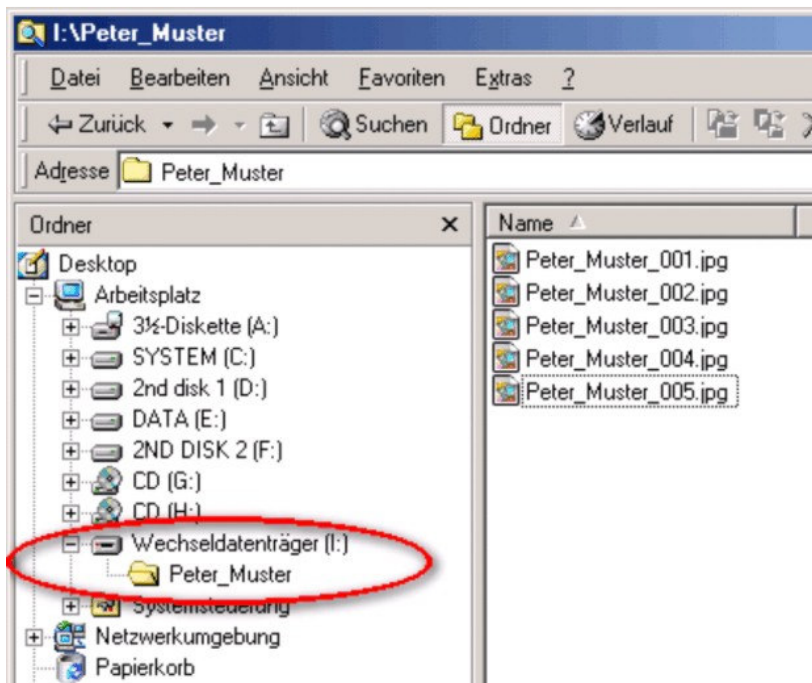 I:\Peter_Muster
Datei Bearbeiten Ansicht Favoriten Extras ?
Zurück Suchen Ordner Verlauf
Adresse Peter_Muster
Ordner
Desktop
Arbeitsplatz
3½-Diskette (A:)
SYSTEM (C:)
2nd disk 1 (D:)
DATA (E:)
2ND DISK 2 (F:)
CD (G:)
CD (H:)
Wechseldatenträger (I:)
Peter_Muster
Systemsteuerung
Netzwerkumgebung
Papierkorb
Name
Peter_Muster_001.jpg
Peter_Muster_002.jpg
Peter_Muster_003.jpg
Peter_Muster_004.jpg
Peter_Muster_005.jpg